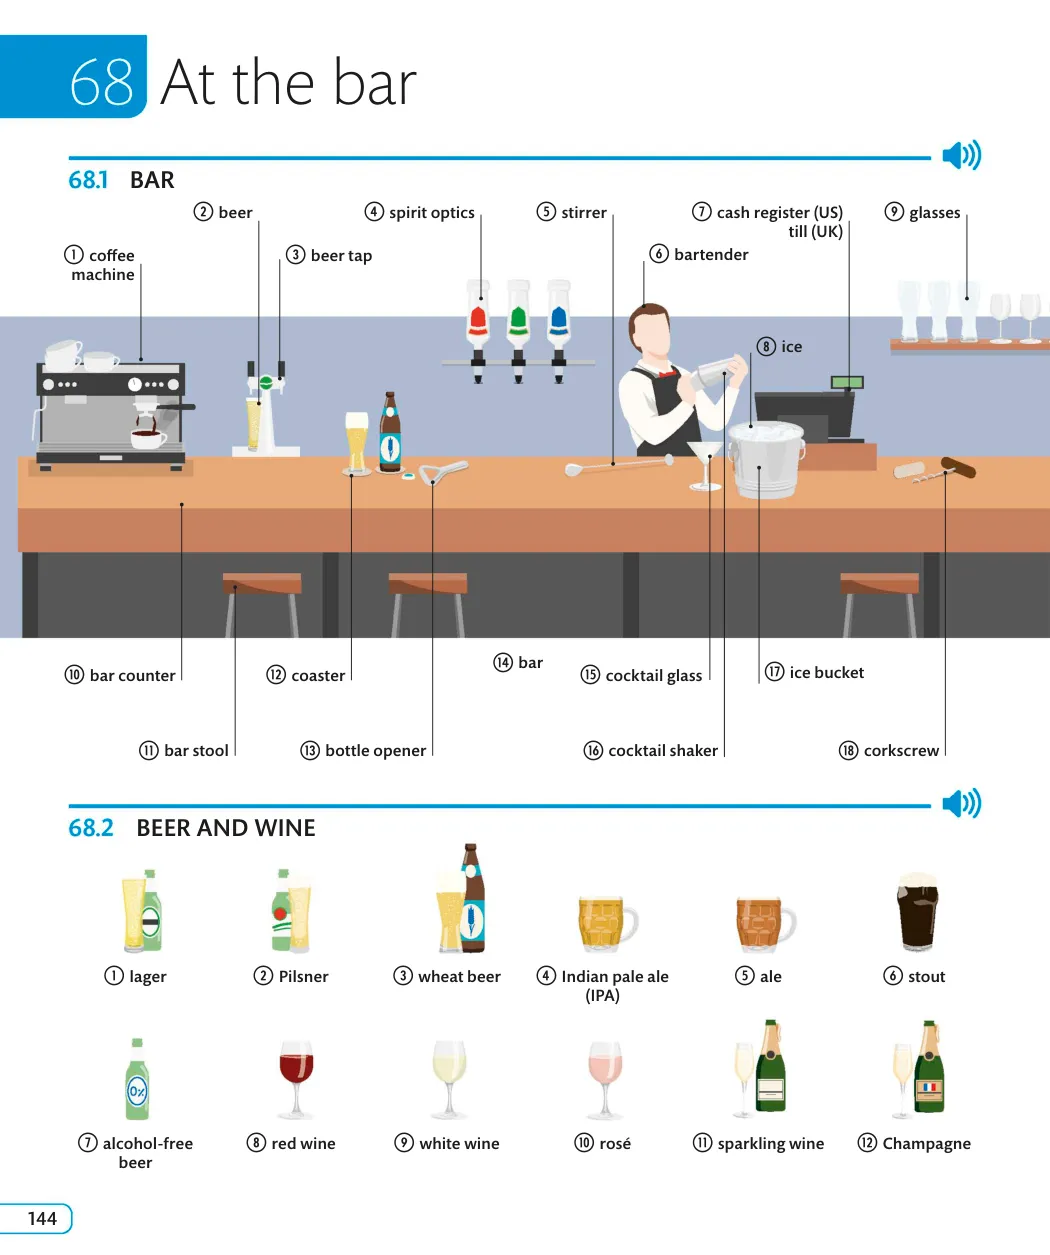 68 At the bar
68.1 BAR
② beer
④ spirit optics
⑤ stirrer
⑦ cash register (US)
till (UK)
⑨ glasses
① coffee
machine
③ beer tap
⑥ bartender
⑧ ice
⑩ bar counter
⑫ coaster
⑭ bar
⑮ cocktail glass
⑰ ice bucket
⑪ bar stool
⑬ bottle opener
⑯ cocktail shaker
⑱ corkscrew
68.2 BEER AND WINE
① lager
② Pilsner
③ wheat beer
④ Indian pale ale
(IPA)
⑤ ale
⑥ stout
0%
⑦ alcohol-free
beer
⑧ red wine
⑨ white wine
⑩ rosé
⑪ sparkling wine
⑫ Champagne
144